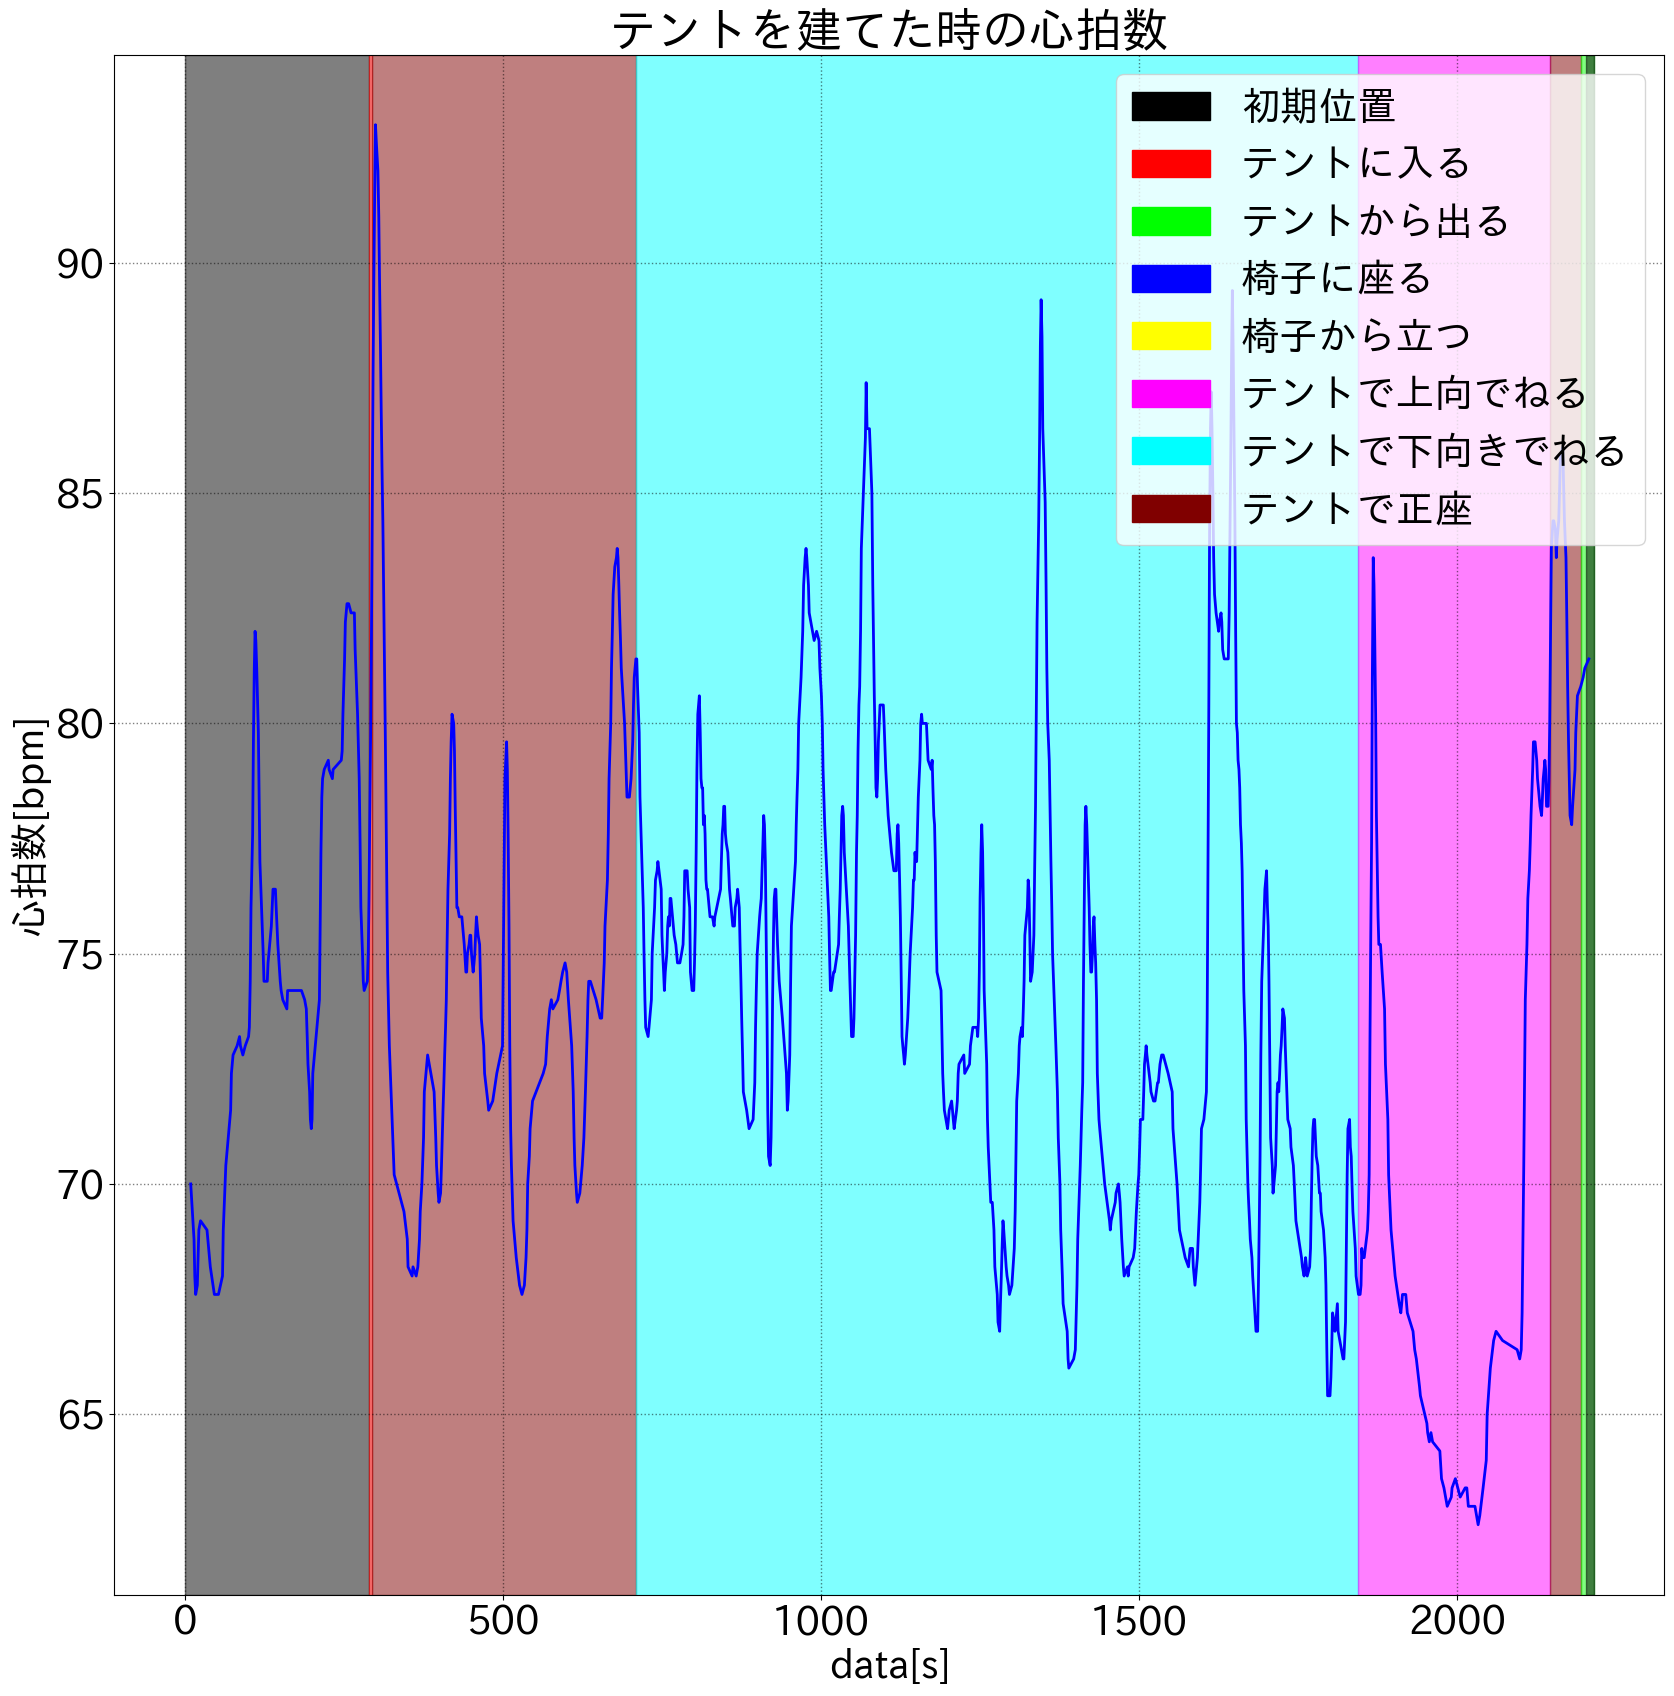 テントを建てた時の心拍数
初期位置
テントに入る
テントから出る
椅子に座る
椅子から立つ
テントで上向でねる
テントで下向きでねる
テントで正座
心拍数[bpm]
90
85
80
75
70
65
0 500 1000 1500 2000
data[s]